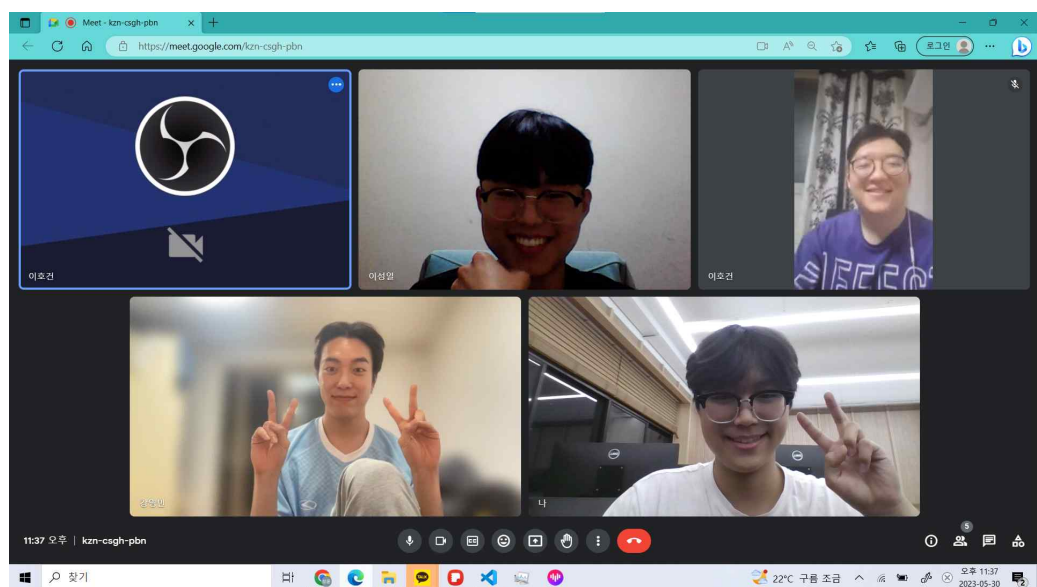 Meet - kzn-csgh-pbn
https://meet.google.com/kzn-csgh-pbn
로그인
이호건
이성열
이호건
나
11:37 오후 | kzn-csgh-pbn
5
찾기
22°C 구름 조금
오후 11:37
2023-05-30
2